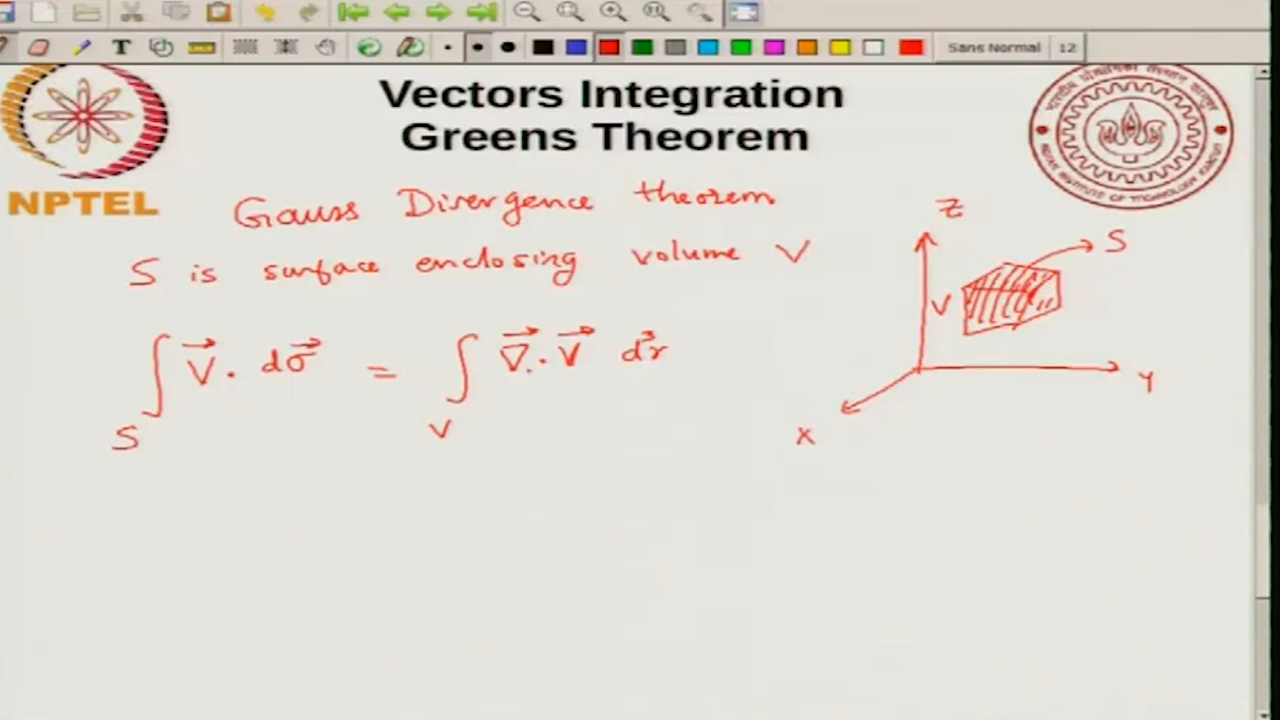 Sans Normal 12
Vectors Integration
Greens Theorem
NPTEL
Gauss Divergence theorem
S is surface enclosing volume V
∫_S V⃗ · dσ⃗ = ∫_V ∇⃗ · V⃗ d³r
Z
S
V
Y
X